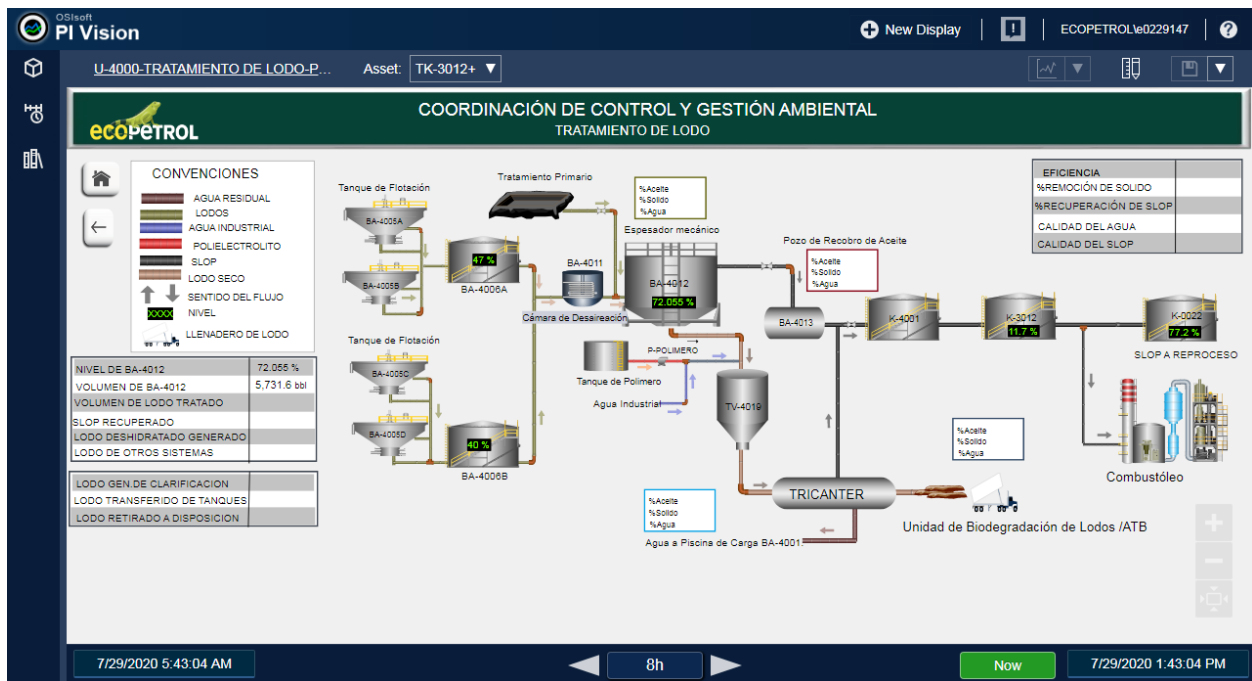 OSIsoft
PI Vision
New Display
ECOPETROL\e0229147
U-4000-TRATAMIENTO DE LODO-P...
Asset:
TK-3012+
ecoPETROL
COORDINACIÓN DE CONTROL Y GESTIÓN AMBIENTAL
TRATAMIENTO DE LODO
CONVENCIONES
AGUA RESIDUAL
LODOS
AGUA INDUSTRIAL
POLIELECTROLITO
SLOP
LODO SECO
SENTIDO DEL FLUJO
XXXX NIVEL
LLENADERO DE LODO
NIVEL DE BA-4012 72.055 %
VOLUMEN DE BA-4012 5,731.6 bbl
VOLUMEN DE LODO TRATADO
SLOP RECUPERADO
LODO DESHIDRATADO GENERADO
LODO DE OTROS SISTEMAS
LODO GEN.DE CLARIFICACION
LODO TRANSFERIDO DE TANQUES
LODO RETIRADO A DISPOSICION
Tanque de Flotación
BA-4005A
BA-4005B
47 %
BA-4006A
Tanque de Flotación
BA-4005C
BA-4005D
40 %
BA-4006B
Tratamiento Primario
%Aceite
%Solido
%Agua
Espesador mecánico
BA-4011
BA-4012
72.055 %
Cámara de Desaireación
P-POLIMERO
Tanque de Polimero
Agua Industrial
TV-4019
Pozo de Recobro de Aceite
%Aceite
%Solido
%Agua
BA-4013
K-4001
K-3012
11.7 %
K-0022
77.2 %
SLOP A REPROCESO
EFICIENCIA
%REMOCIÓN DE SOLIDO
%RECUPERACIÓN DE SLOP
CALIDAD DEL AGUA
CALIDAD DEL SLOP
Combustóleo
%Aceite
%Solido
%Agua
TRICANTER
Unidad de Biodegradación de Lodos /ATB
%Aceite
%Solido
%Agua
Agua a Piscina de Carga BA-4001.
7/29/2020 5:43:04 AM
8h
Now
7/29/2020 1:43:04 PM